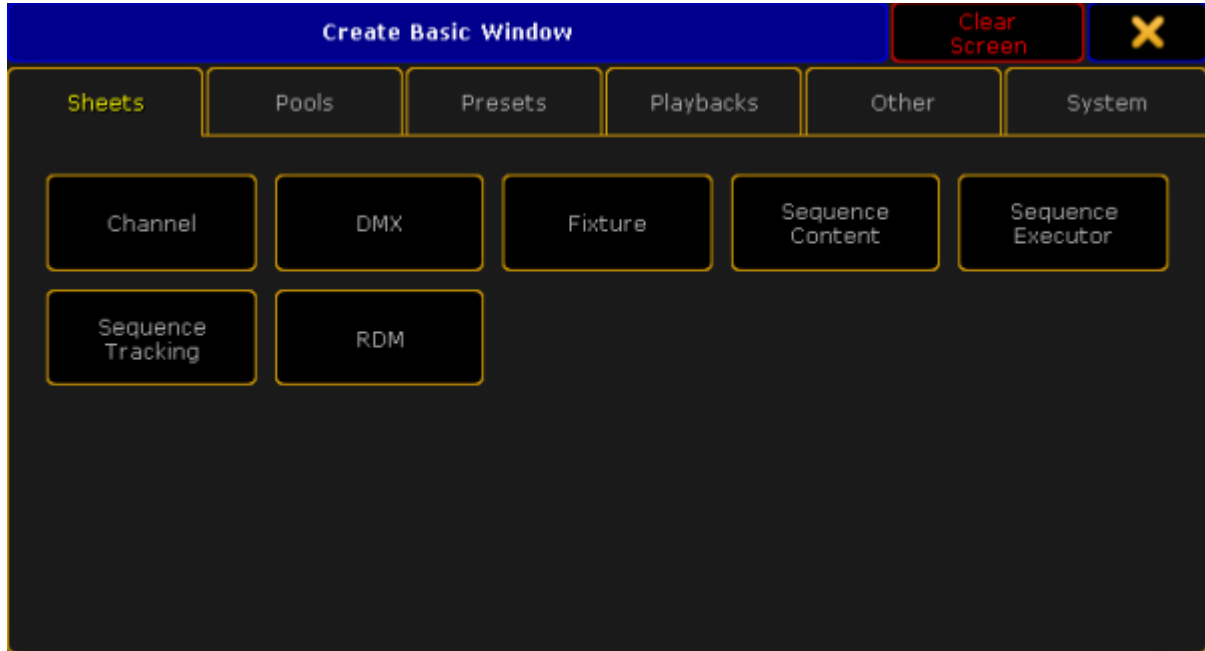 Create Basic Window
Clear
Screen
Sheets
Pools
Presets
Playbacks
Other
System
Channel
DMX
Fixture
Sequence
Content
Sequence
Executor
Sequence
Tracking
RDM